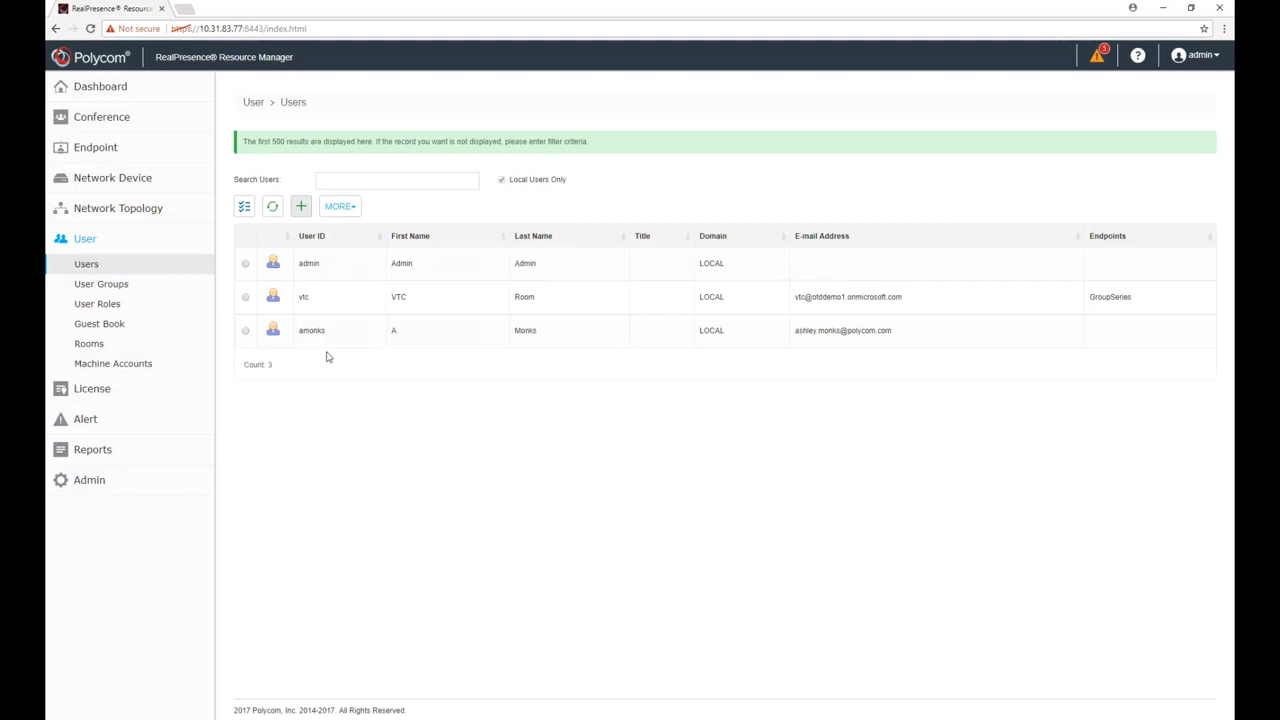 RealPresence® Resource
Not secure https://10.31.83.77:8443/index.html
Polycom® RealPresence® Resource Manager 5 ? admin
Dashboard
Conference
Endpoint
Network Device
Network Topology
User
Users
User Groups
User Roles
Guest Book
Rooms
Machine Accounts
License
Alert
Reports
Admin
User > Users
The first 500 results are displayed here. If the record you want is not displayed, please enter filter criteria.
Search Users: Local Users Only
MORE
User ID First Name Last Name Title Domain E-mail Address Endpoints
admin Admin Admin LOCAL
vtc VTC Room LOCAL vtc@otddemo1.onmicrosoft.com GroupSeries
amonks A Monks LOCAL ashley.monks@polycom.com
Count: 3
2017 Polycom, Inc. 2014-2017. All Rights Reserved.